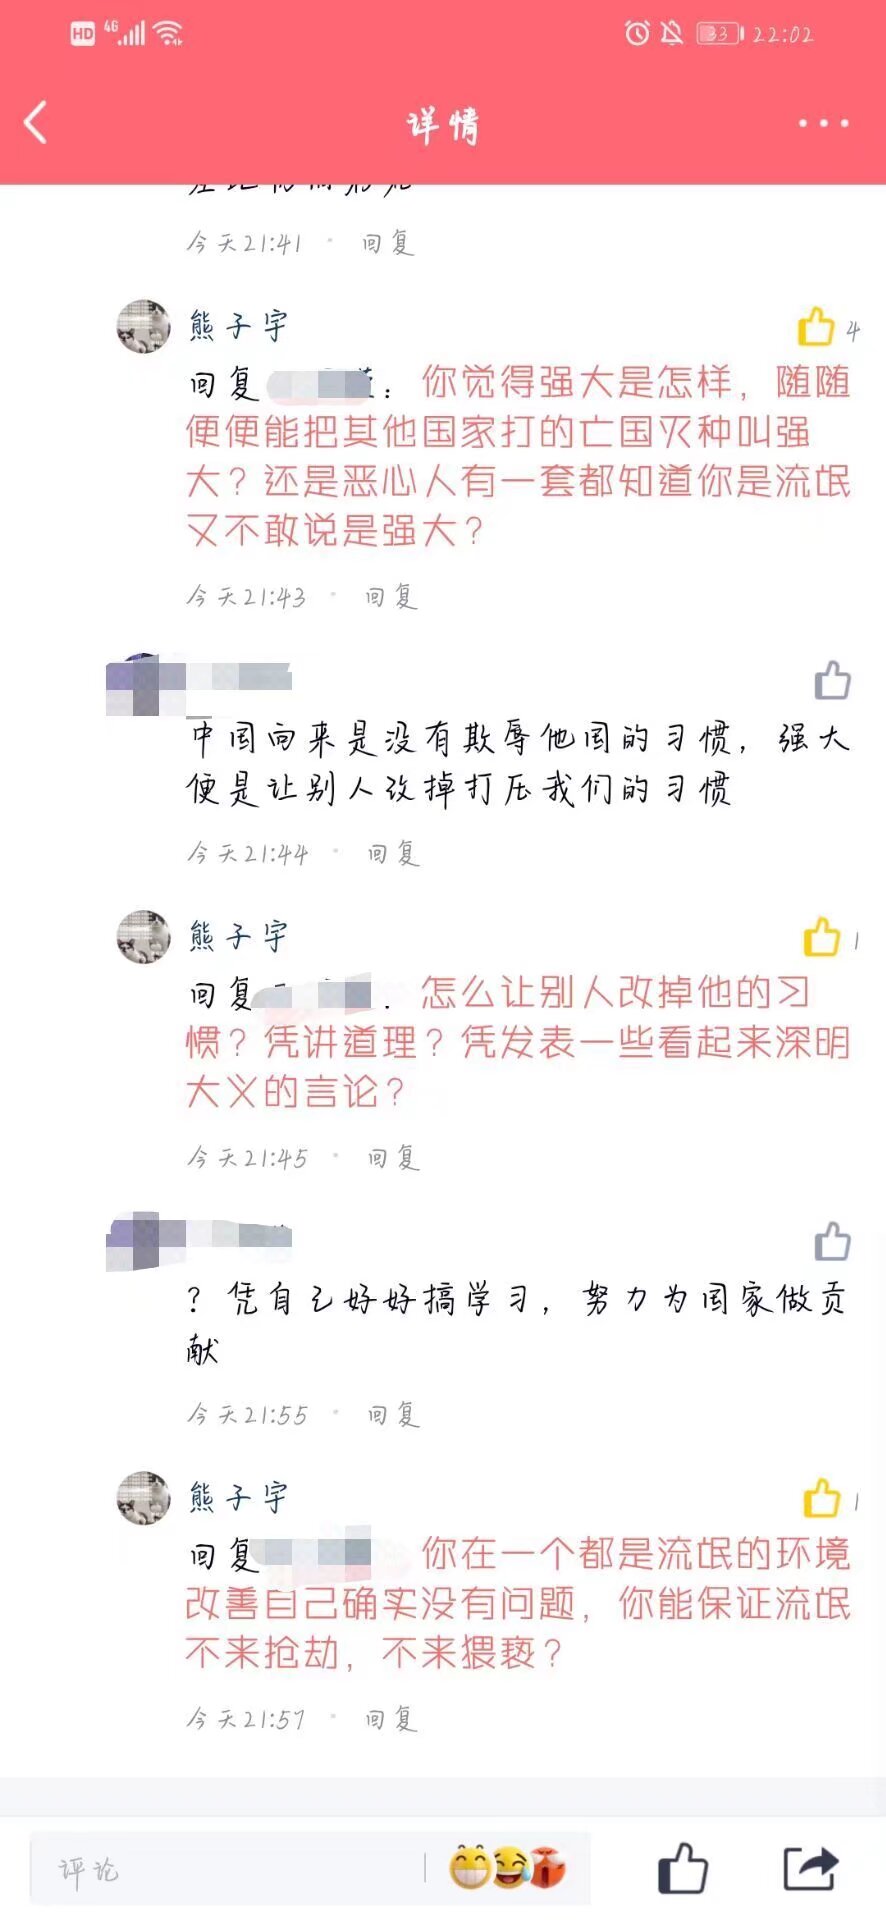 HD 4G 33 22:02
详情
今天21:41 · 回复
熊子宇 4
回复 : 你觉得强大是怎样，随随
便便能把其他国家打的亡国灭种叫强
大？还是恶心人有一套都知道你是流氓
又不敢说是强大？
今天21:43 · 回复
中国向来是没有欺辱他国的习惯，强大
便是让别人改掉打压我们的习惯
今天21:44 · 回复
熊子宇 1
回复 怎么让别人改掉他的习
惯？凭讲道理？凭发表一些看起来深明
大义的言论？
今天21:45 · 回复
？凭自己好好搞学习，努力为国家做贡
献
今天21:55 · 回复
熊子宇 1
回复 你在一个都是流氓的环境
改善自己确实没有问题，你能保证流氓
不来抢劫，不来猥亵？
今天21:57 · 回复
评论